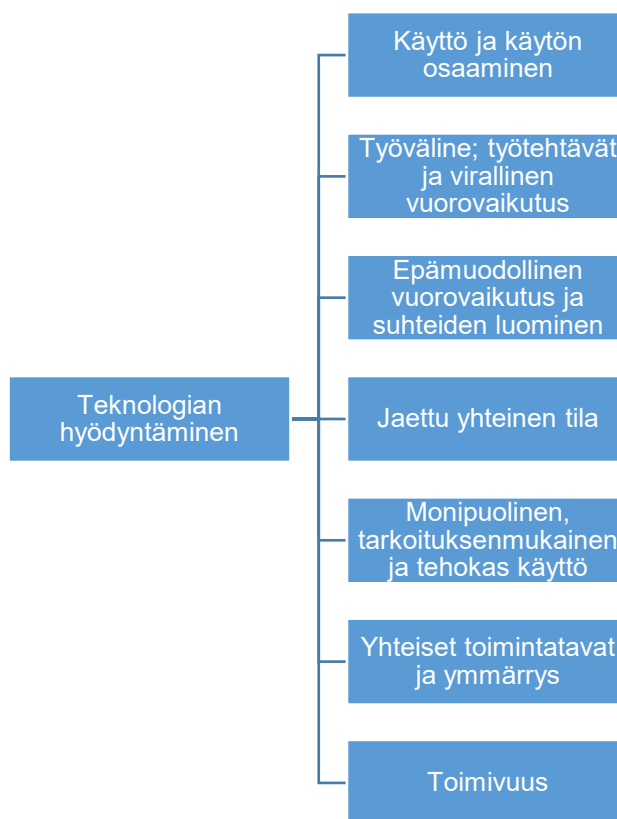 Käyttö ja käytön
osaaminen
Työväline; työtehtävät
ja virallinen
vuorovaikutus
Epämuodollinen
vuorovaikutus ja
suhteiden luominen
Teknologian
hyödyntäminen
Jaettu yhteinen tila
Monipuolinen,
tarkoituksenmukainen
ja tehokas käyttö
Yhteiset toimintatavat
ja ymmärrys
Toimivuus